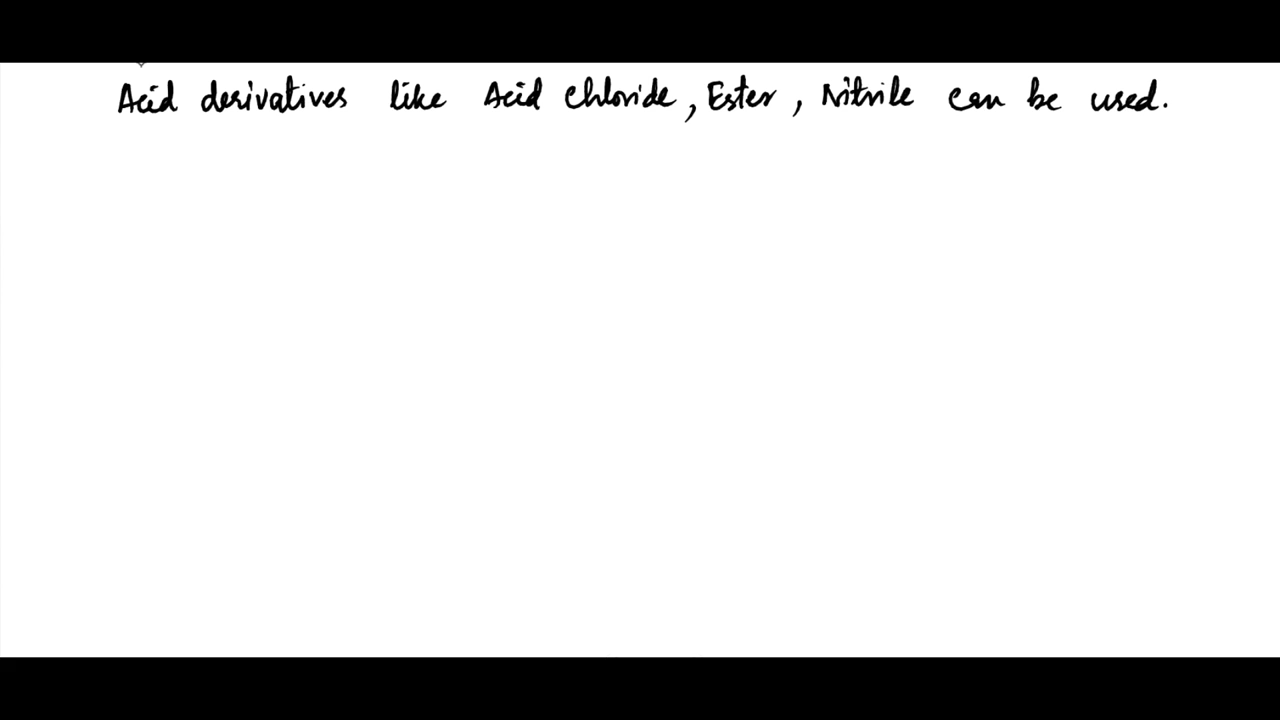 Acid derivatives like Acid Chloride, Ester, Nitrile can be used.